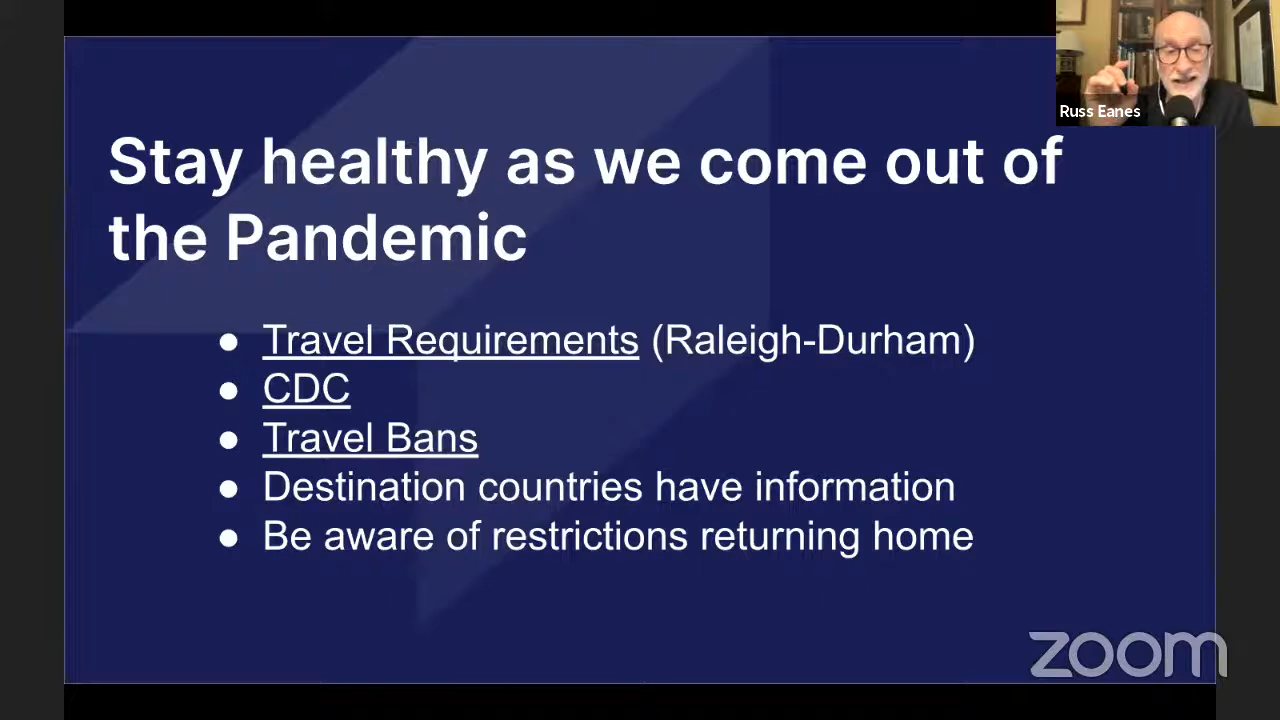 Russ Eanes
Stay healthy as we come out of
the Pandemic
● Travel Requirements (Raleigh-Durham)
● CDC
● Travel Bans
● Destination countries have information
● Be aware of restrictions returning home
zoom